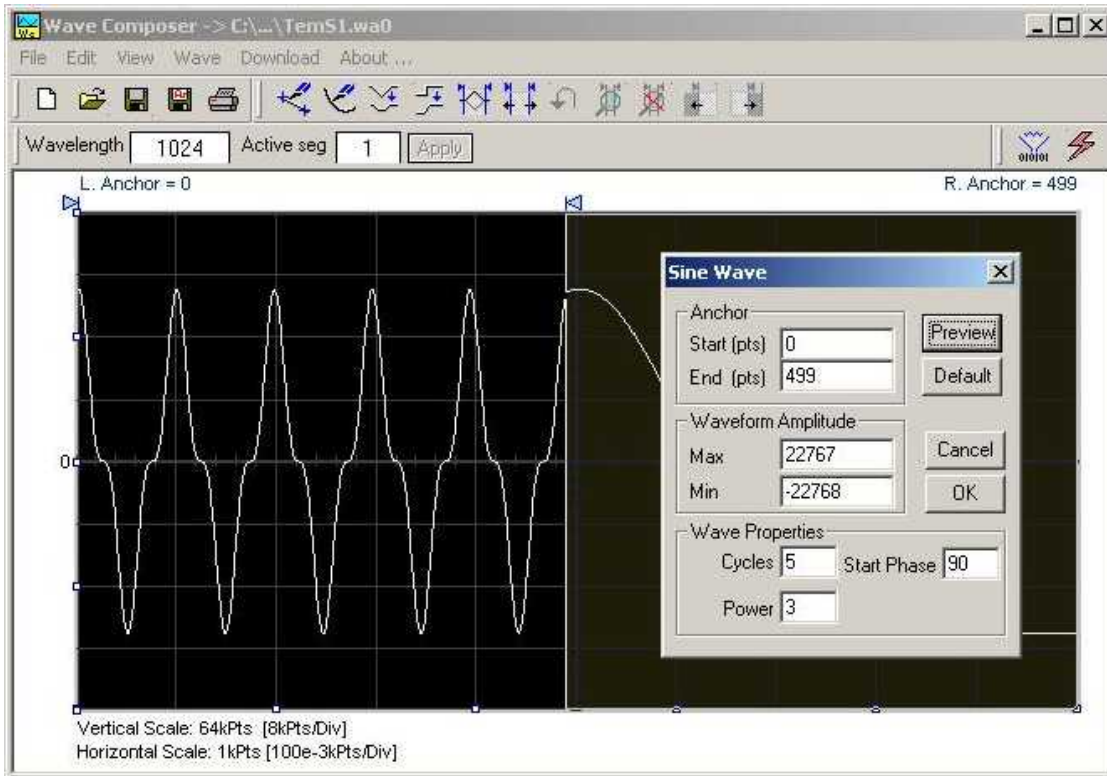 Wave Composer -> C:\...\TemS1.wa0
File Edit View Wave Download About ...
Wavelength 1024 Active seg 1 Apply
010101
L. Anchor = 0 R. Anchor = 499
Sine Wave
Anchor
Start (pts) 0 Preview
End (pts) 499 Default
Waveform Amplitude
Max 22767 Cancel
Min -22768 OK
Wave Properties
Cycles 5 Start Phase 90
Power 3
0
Vertical Scale: 64kPts [8kPts/Div]
Horizontal Scale: 1kPts [100e-3kPts/Div]